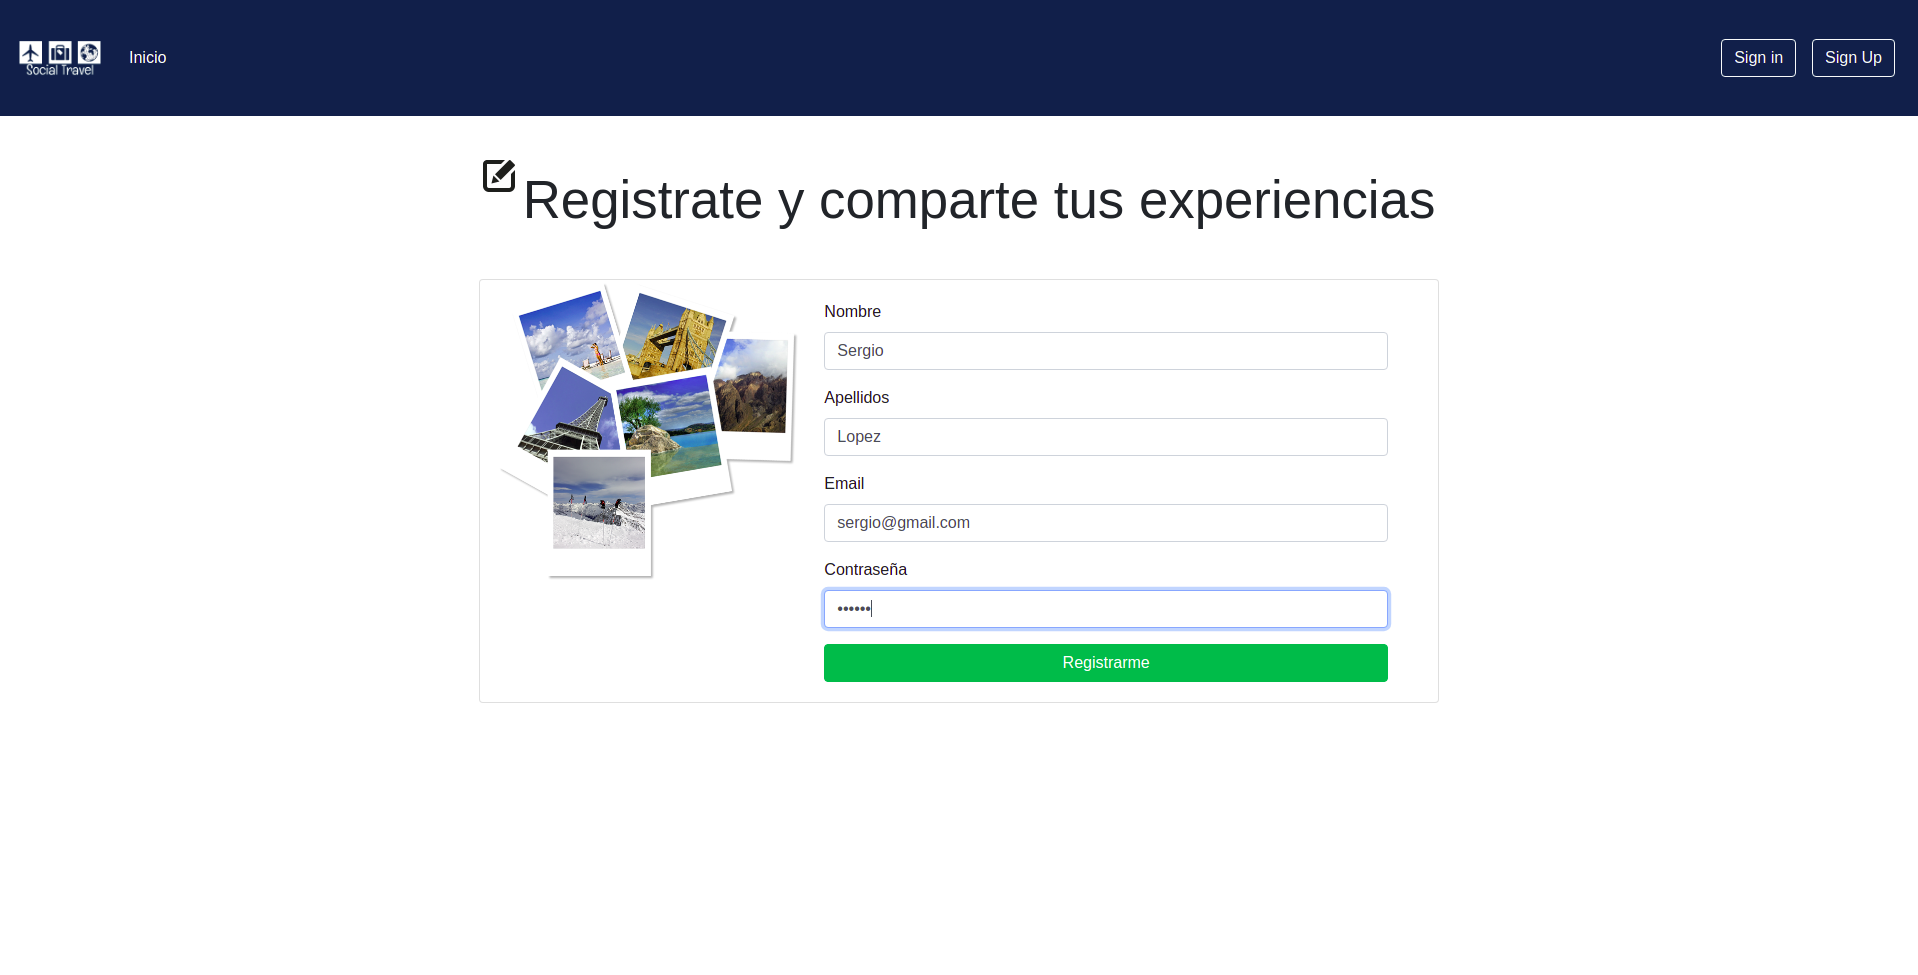 Social Travel
Inicio
Sign in
Sign Up
Registrate y comparte tus experiencias
Nombre
Sergio
Apellidos
Lopez
Email
sergio@gmail.com
Contraseña
••••••
Registrarme